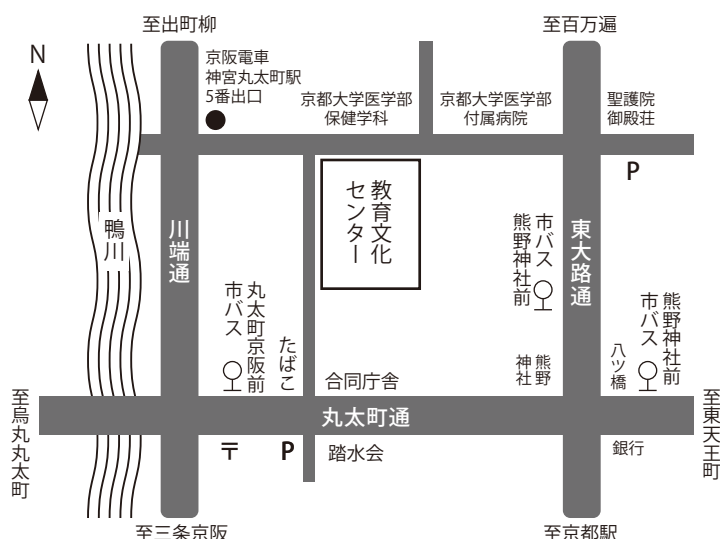 至出町柳
至百万遍
N
京阪電車
神宮丸太町駅
5番出口
京都大学医学部
保健学科
京都大学医学部
付属病院
聖護院
御殿荘
P
教育文化
センター
鴨川
川端通
東大路通
市バス
熊野神社前
丸太町京阪前
市バス
たばこ
合同庁舎
熊野
神社
八ツ橋
熊野神社前
市バス
至烏丸丸太町
丸太町通
至東天王町
〒
P
踏水会
銀行
至三条京阪
至京都駅